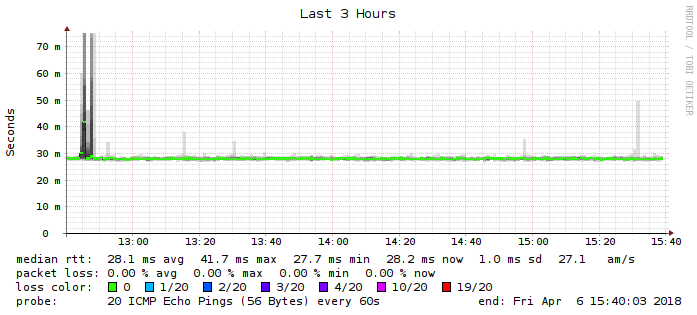 Last 3 Hours
RRDTOOL / TOBI OETIKER
Seconds
70 m
60 m
50 m
40 m
30 m
20 m
10 m
0
13:00 13:20 13:40 14:00 14:20 14:40 15:00 15:20 15:40
median rtt: 28.1 ms avg 41.7 ms max 27.7 ms min 28.2 ms now 1.0 ms sd 27.1 am/s
packet loss: 0.00 % avg 0.00 % max 0.00 % min 0.00 % now
loss color: 0 1/20 2/20 3/20 4/20 10/20 19/20
probe: 20 ICMP Echo Pings (56 Bytes) every 60s end: Fri Apr 6 15:40:03 2018